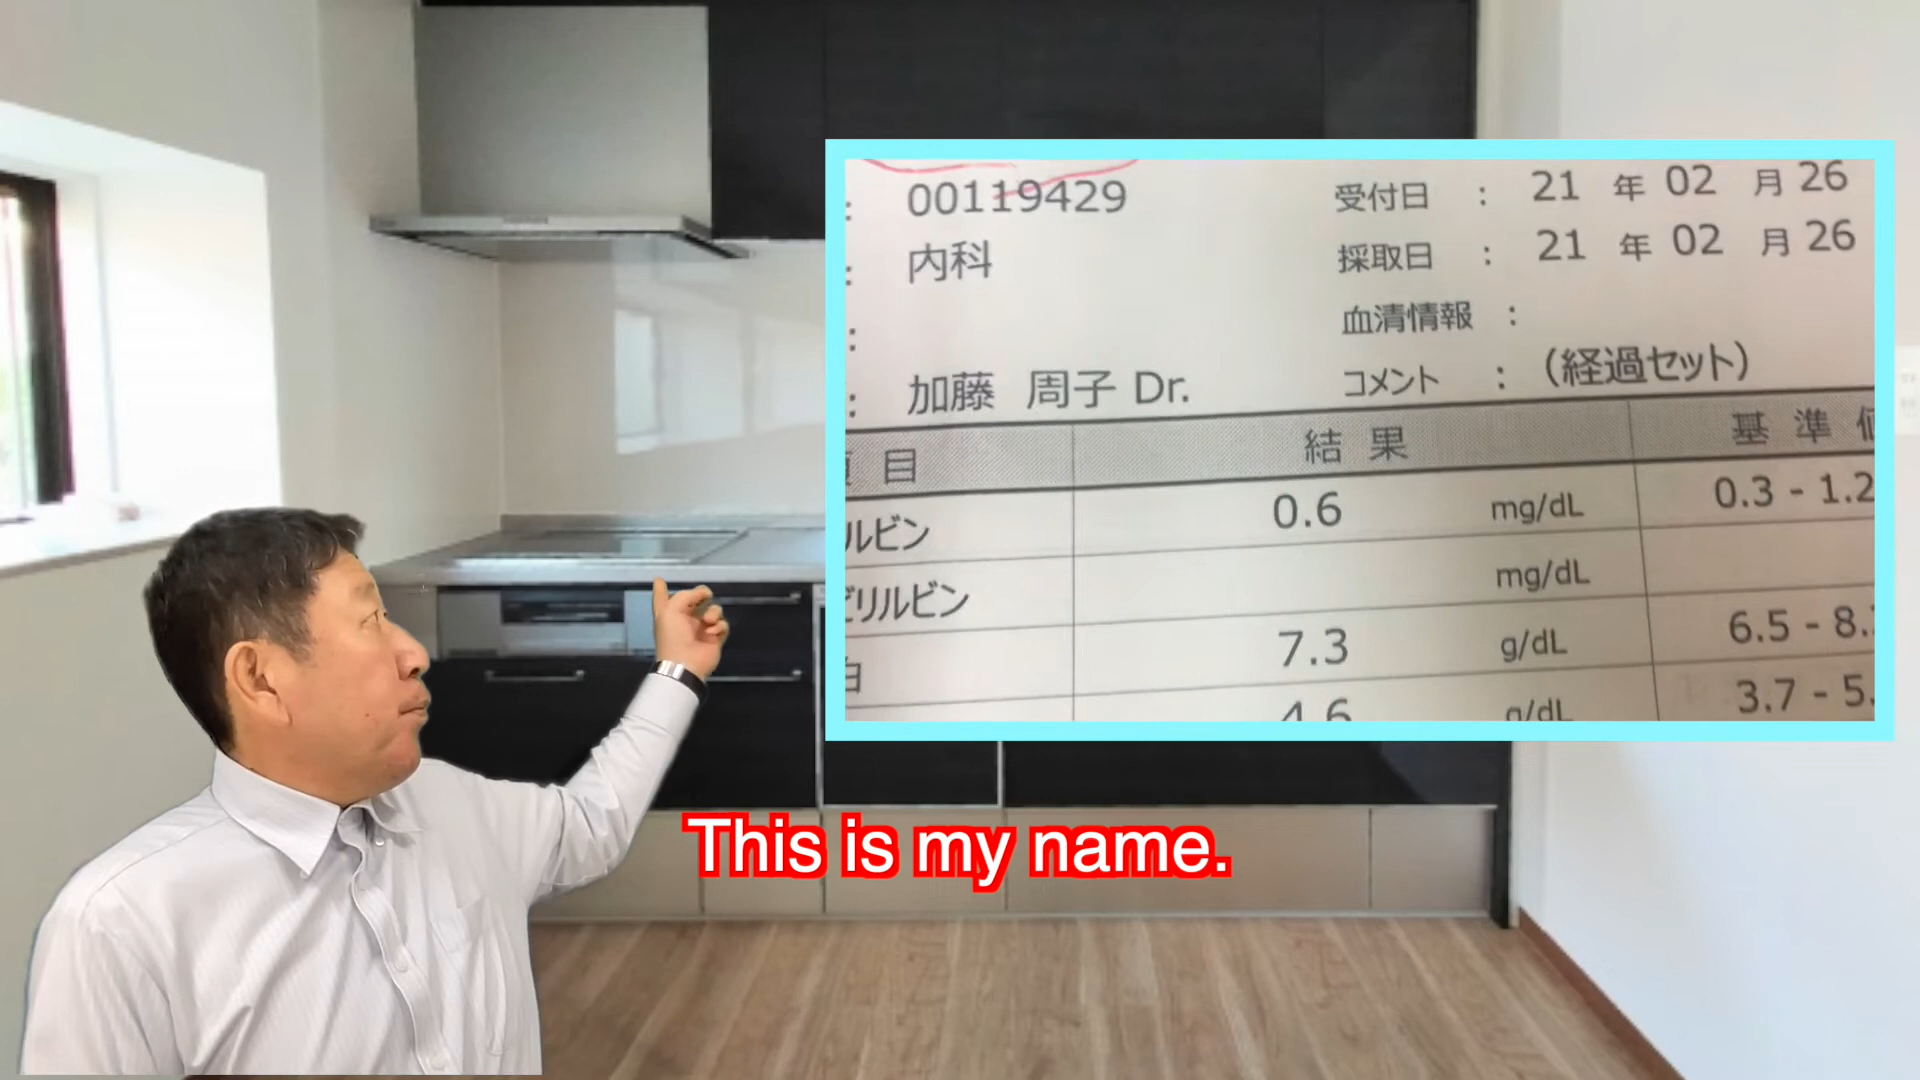 : 00119429 受付日 : 21 年 02 月 26
: 内科 採取日 : 21 年 02 月 26
: 血清情報 :
: 加藤 周子 Dr. コメント : (経過セット)
目 結 果 基 準
ルビン 0.6 mg/dL 0.3 - 1.2
ビリルビン mg/dL
白 7.3 g/dL 6.5 - 8.
4.6 g/dL 3.7 - 5.
This is my name.